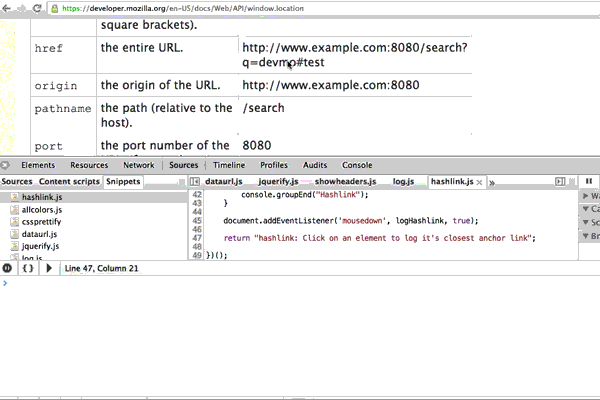 https://developer.mozilla.org/en-US/docs/Web/API/window.location
square brackets).
href the entire URL. http://www.example.com:8080/search?
q=devmo#test
origin the origin of the URL. http://www.example.com:8080
pathname the path (relative to the /search
host).
port the port number of the 8080
Elements Resources Network Sources Timeline Profiles Audits Console
Sources Content scripts Snippets dataurl.js jquerify.js showheaders.js log.js hashlink.js × »
hashlink.js
allcolors.js
cssprettify
dataurl.js
jquerify.js
log.js
42 console.groupEnd("Hashlink");
43 }
44
45 document.addEventListener('mousedown', logHashlink, true);
46
47 return "hashlink: Click on an element to log it's closest anchor link";
48
49 })();
Wa
Ca
Sc
Br
{} Line 47, Column 21
>